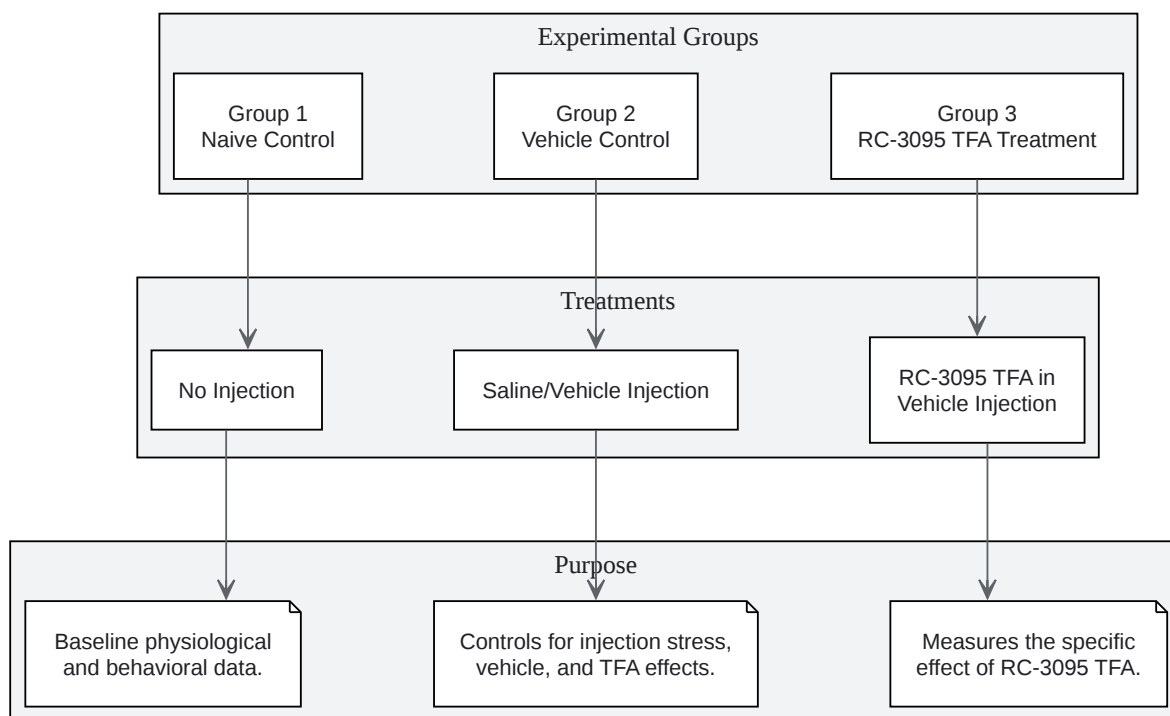 Experimental Groups
Group 1
Naive Control
Group 2
Vehicle Control
Group 3
RC-3095 TFA Treatment
Treatments
No Injection
Saline/Vehicle Injection
RC-3095 TFA in
Vehicle Injection
Purpose
Baseline physiological
and behavioral data.
Controls for injection stress,
vehicle, and TFA effects.
Measures the specific
effect of RC-3095 TFA.